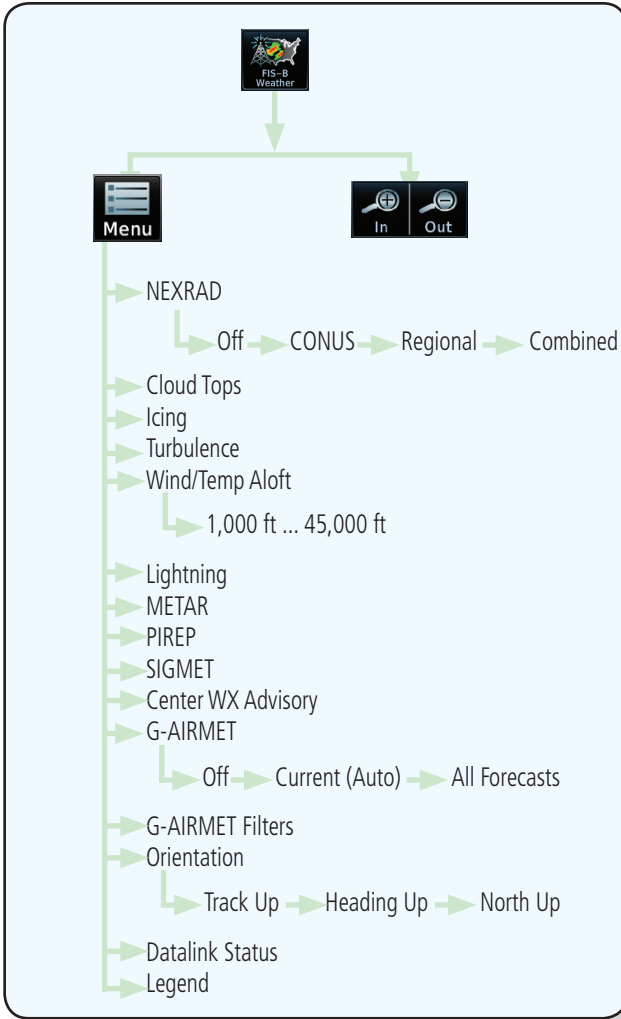 FIS-B
Weather
Menu
In Out
NEXRAD
Off CONUS Regional Combined
Cloud Tops
Icing
Turbulence
Wind/Temp Aloft
1,000 ft ... 45,000 ft
Lightning
METAR
PIREP
SIGMET
Center WX Advisory
G-AIRMET
Off Current (Auto) All Forecasts
G-AIRMET Filters
Orientation
Track Up Heading Up North Up
Datalink Status
Legend